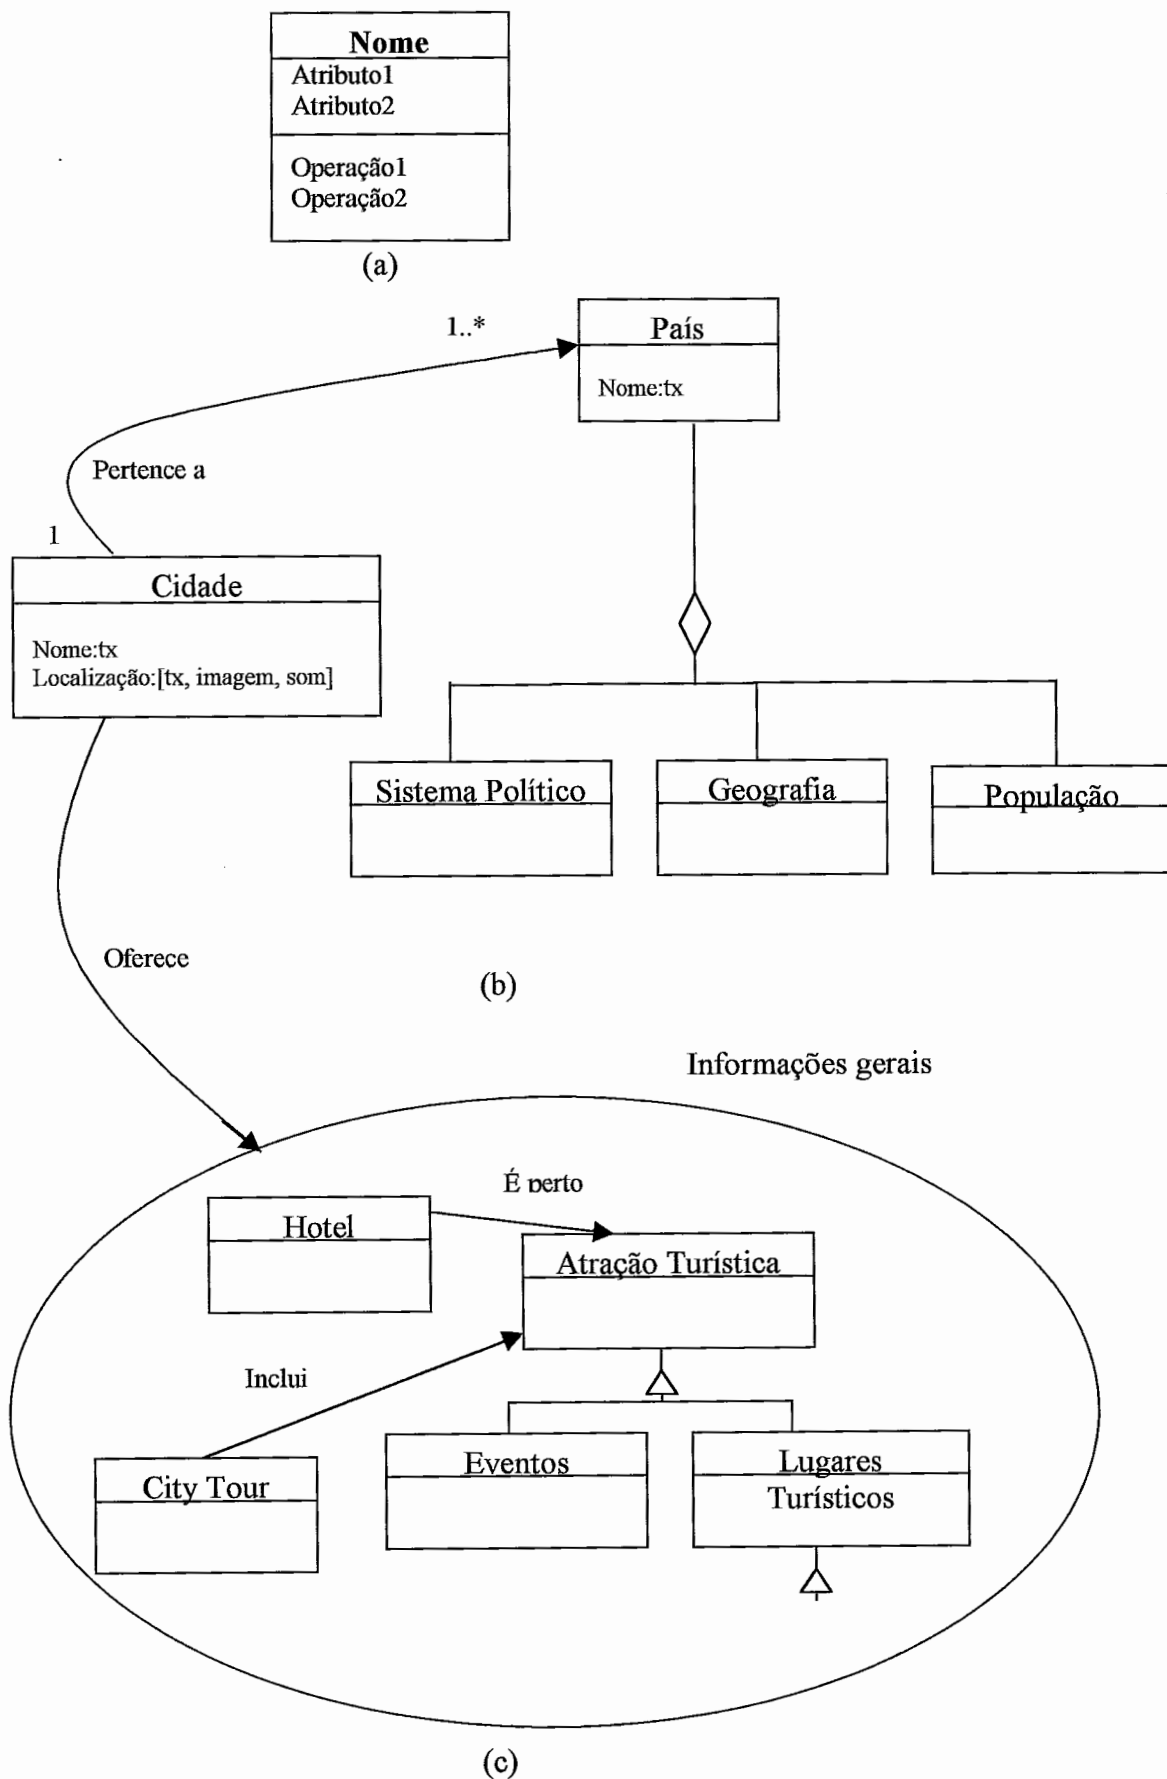 Nome
Atributo1
Atributo2
Operação1
Operação2
(a)
1..*
País
Nome:tx
Pertence a
1
Cidade
Nome:tx
Localização:[tx, imagem, som]
Sistema Político
Geografia
População
Oferece
(b)
Informações gerais
É perto
Hotel
Atração Turística
Inclui
Eventos
Lugares
Turísticos
City Tour
(c)